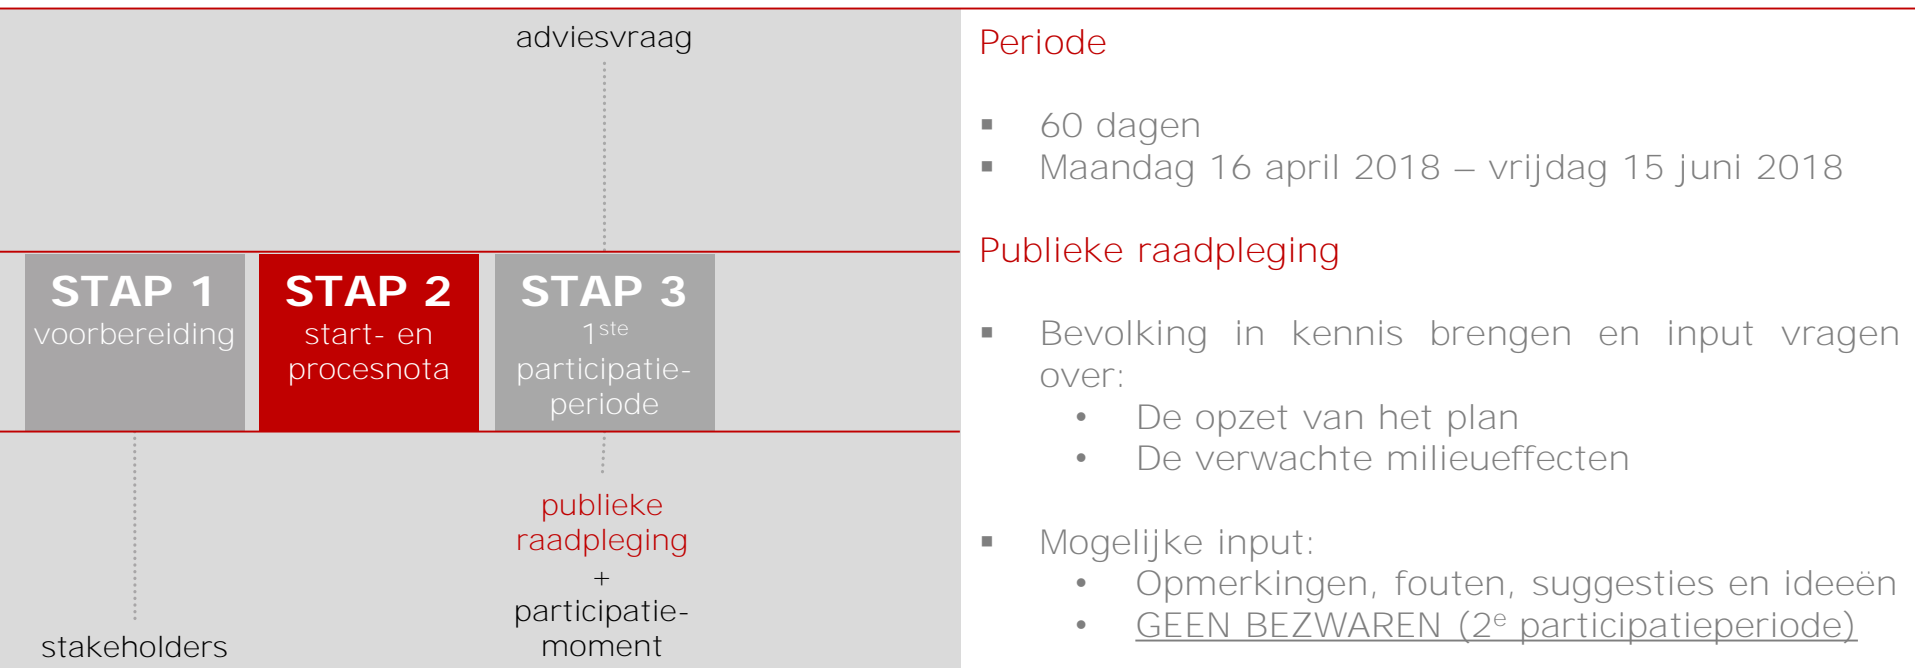 adviesvraag
STAP 1
voorbereiding
STAP 2
start- en
procesnota
STAP 3
1ste
participatie-
periode
publieke
raadpleging
+
participatie-
moment
stakeholders
Periode
▪ 60 dagen
▪ Maandag 16 april 2018 – vrijdag 15 juni 2018
Publieke raadpleging
▪ Bevolking in kennis brengen en input vragen
over:
• De opzet van het plan
• De verwachte milieueffecten
▪ Mogelijke input:
• Opmerkingen, fouten, suggesties en ideeën
• GEEN BEZWAREN (2e participatieperiode)